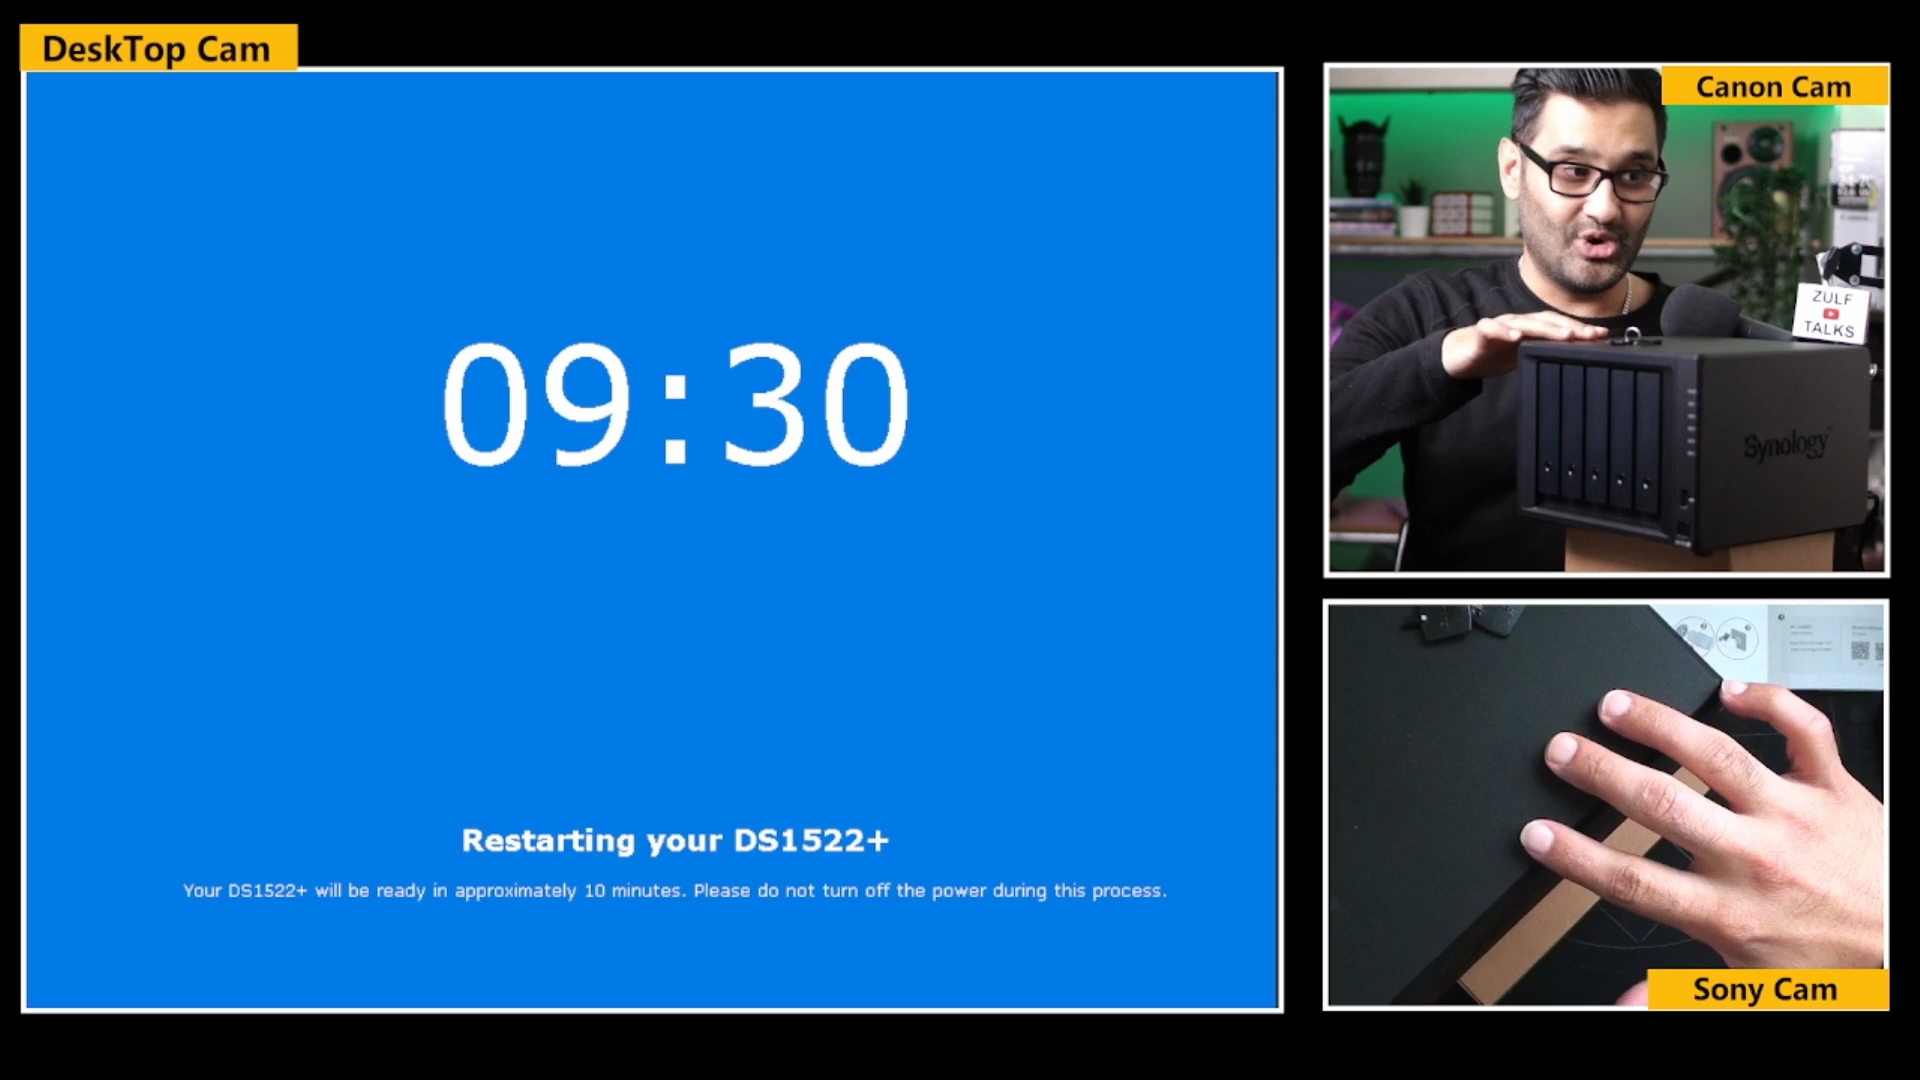 DeskTop Cam
09:30
Restarting your DS1522+
Your DS1522+ will be ready in approximately 10 minutes. Please do not turn off the power during this process.
Canon Cam
ZULF
TALKS
Synology
Sony Cam